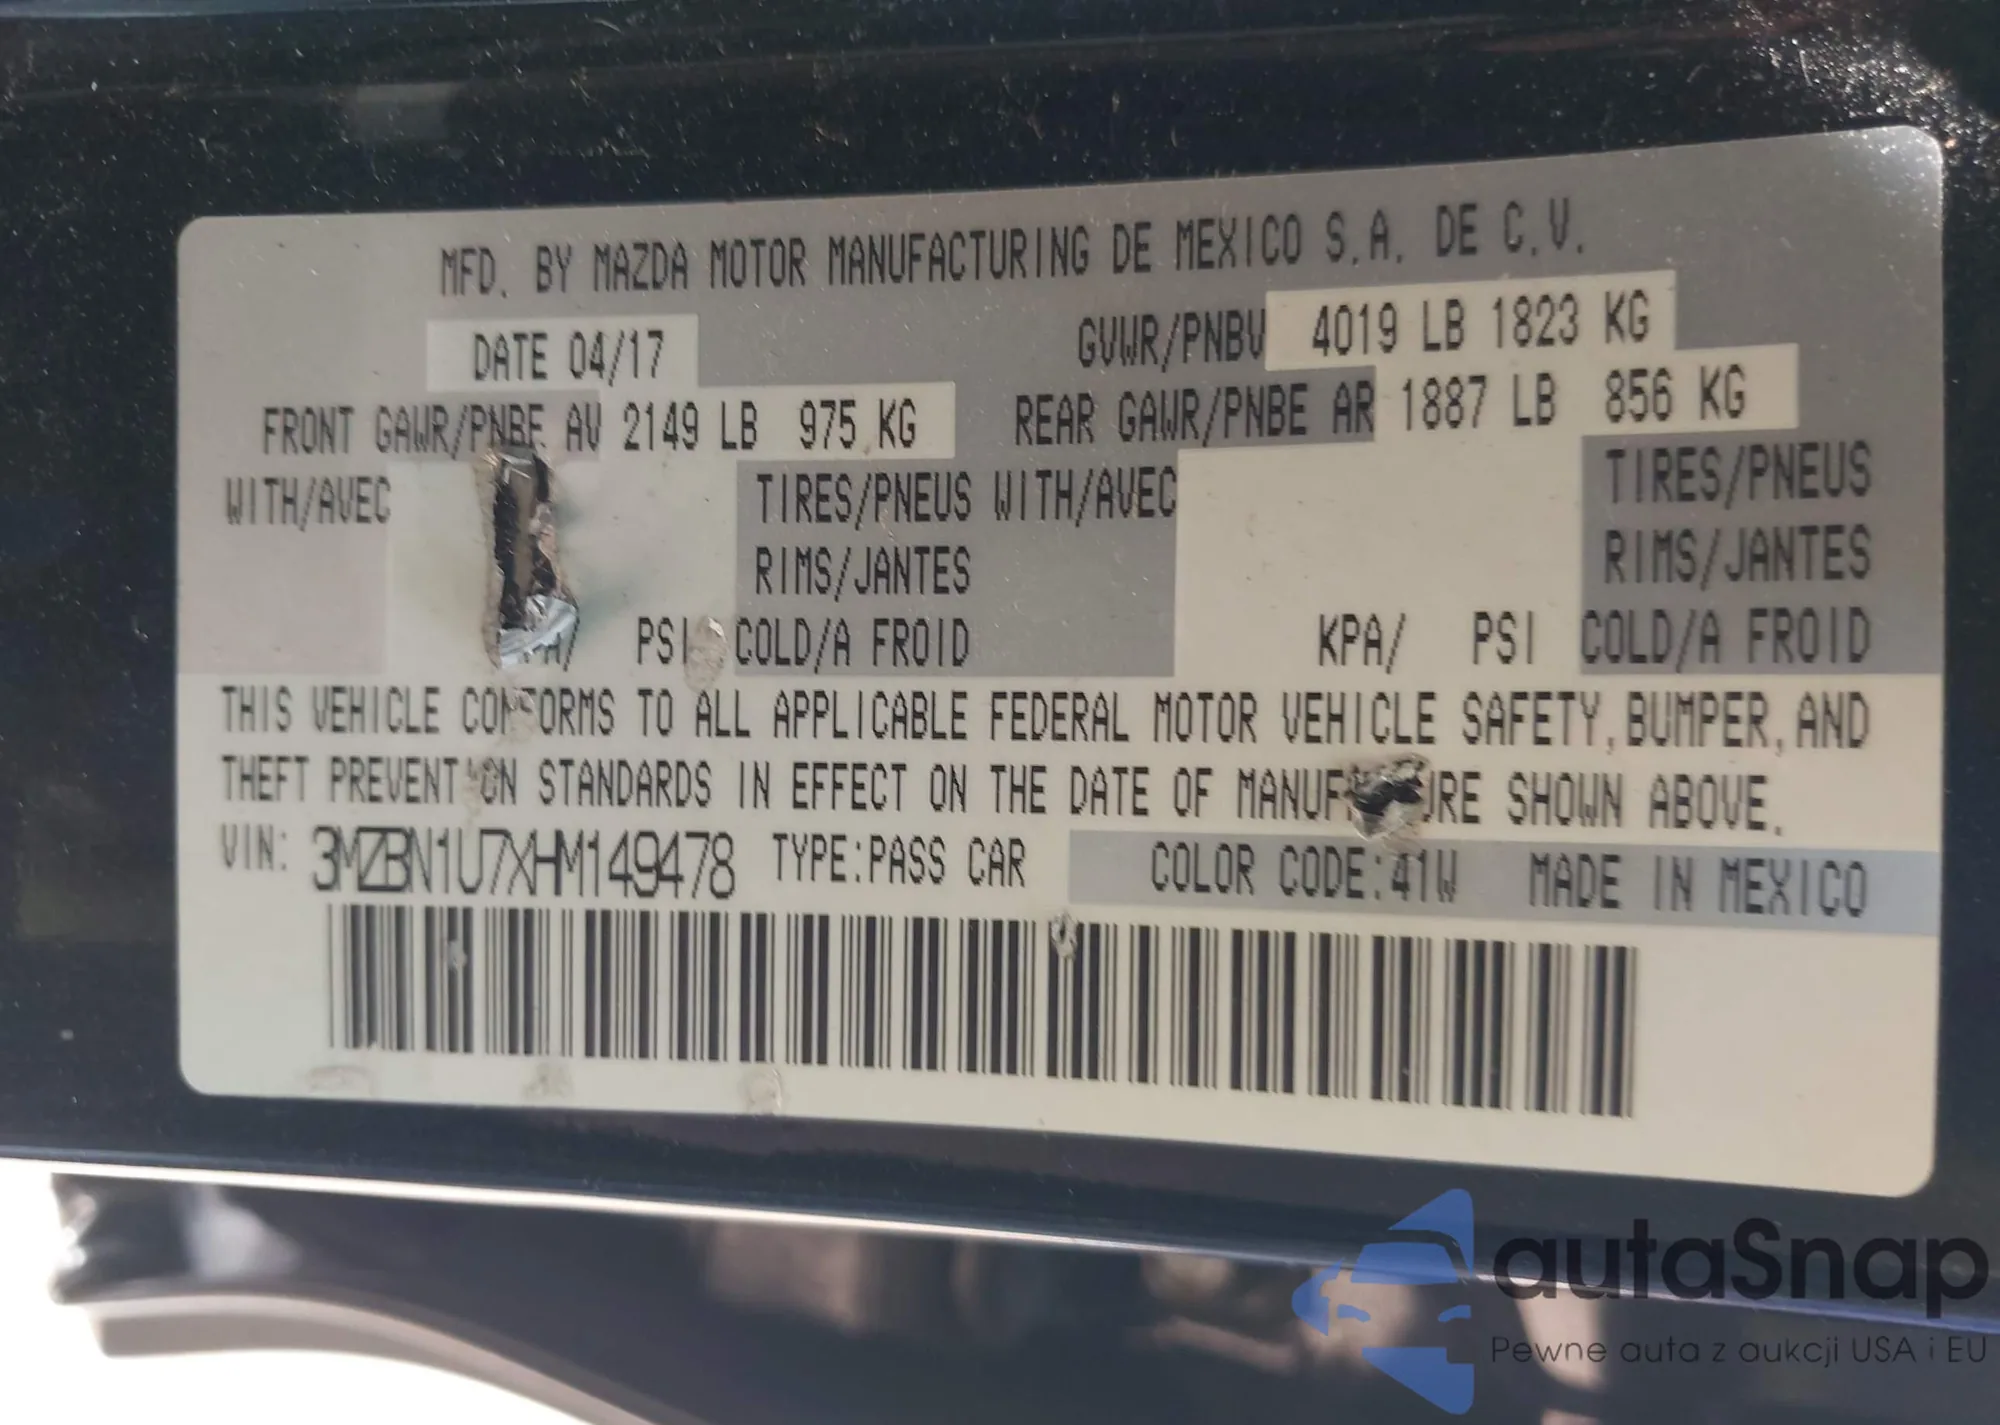 MFD. BY MAZDA MOTOR MANUFACTURING DE MEXICO S.A. DE C.V.
DATE 04/17 GVWR/PNBV 4019 LB 1823 KG
FRONT GAWR/PNBE AV 2149 LB 975 KG REAR GAWR/PNBE AR 1887 LB 856 KG
WITH/AVEC TIRES/PNEUS WITH/AVEC TIRES/PNEUS
RIMS/JANTES RIMS/JANTES
PSI COLD/A FROID KPA/ PSI COLD/A FROID
THIS VEHICLE CONFORMS TO ALL APPLICABLE FEDERAL MOTOR VEHICLE SAFETY, BUMPER, AND
THEFT PREVENTION STANDARDS IN EFFECT ON THE DATE OF SHOWN ABOVE.
VIN: 3MZBN1U7XHM149478 TYPE:PASS CAR COLOR CODE:41W MADE IN MEXICO
autaSnap
Pewne auta z aukcji USA i EU